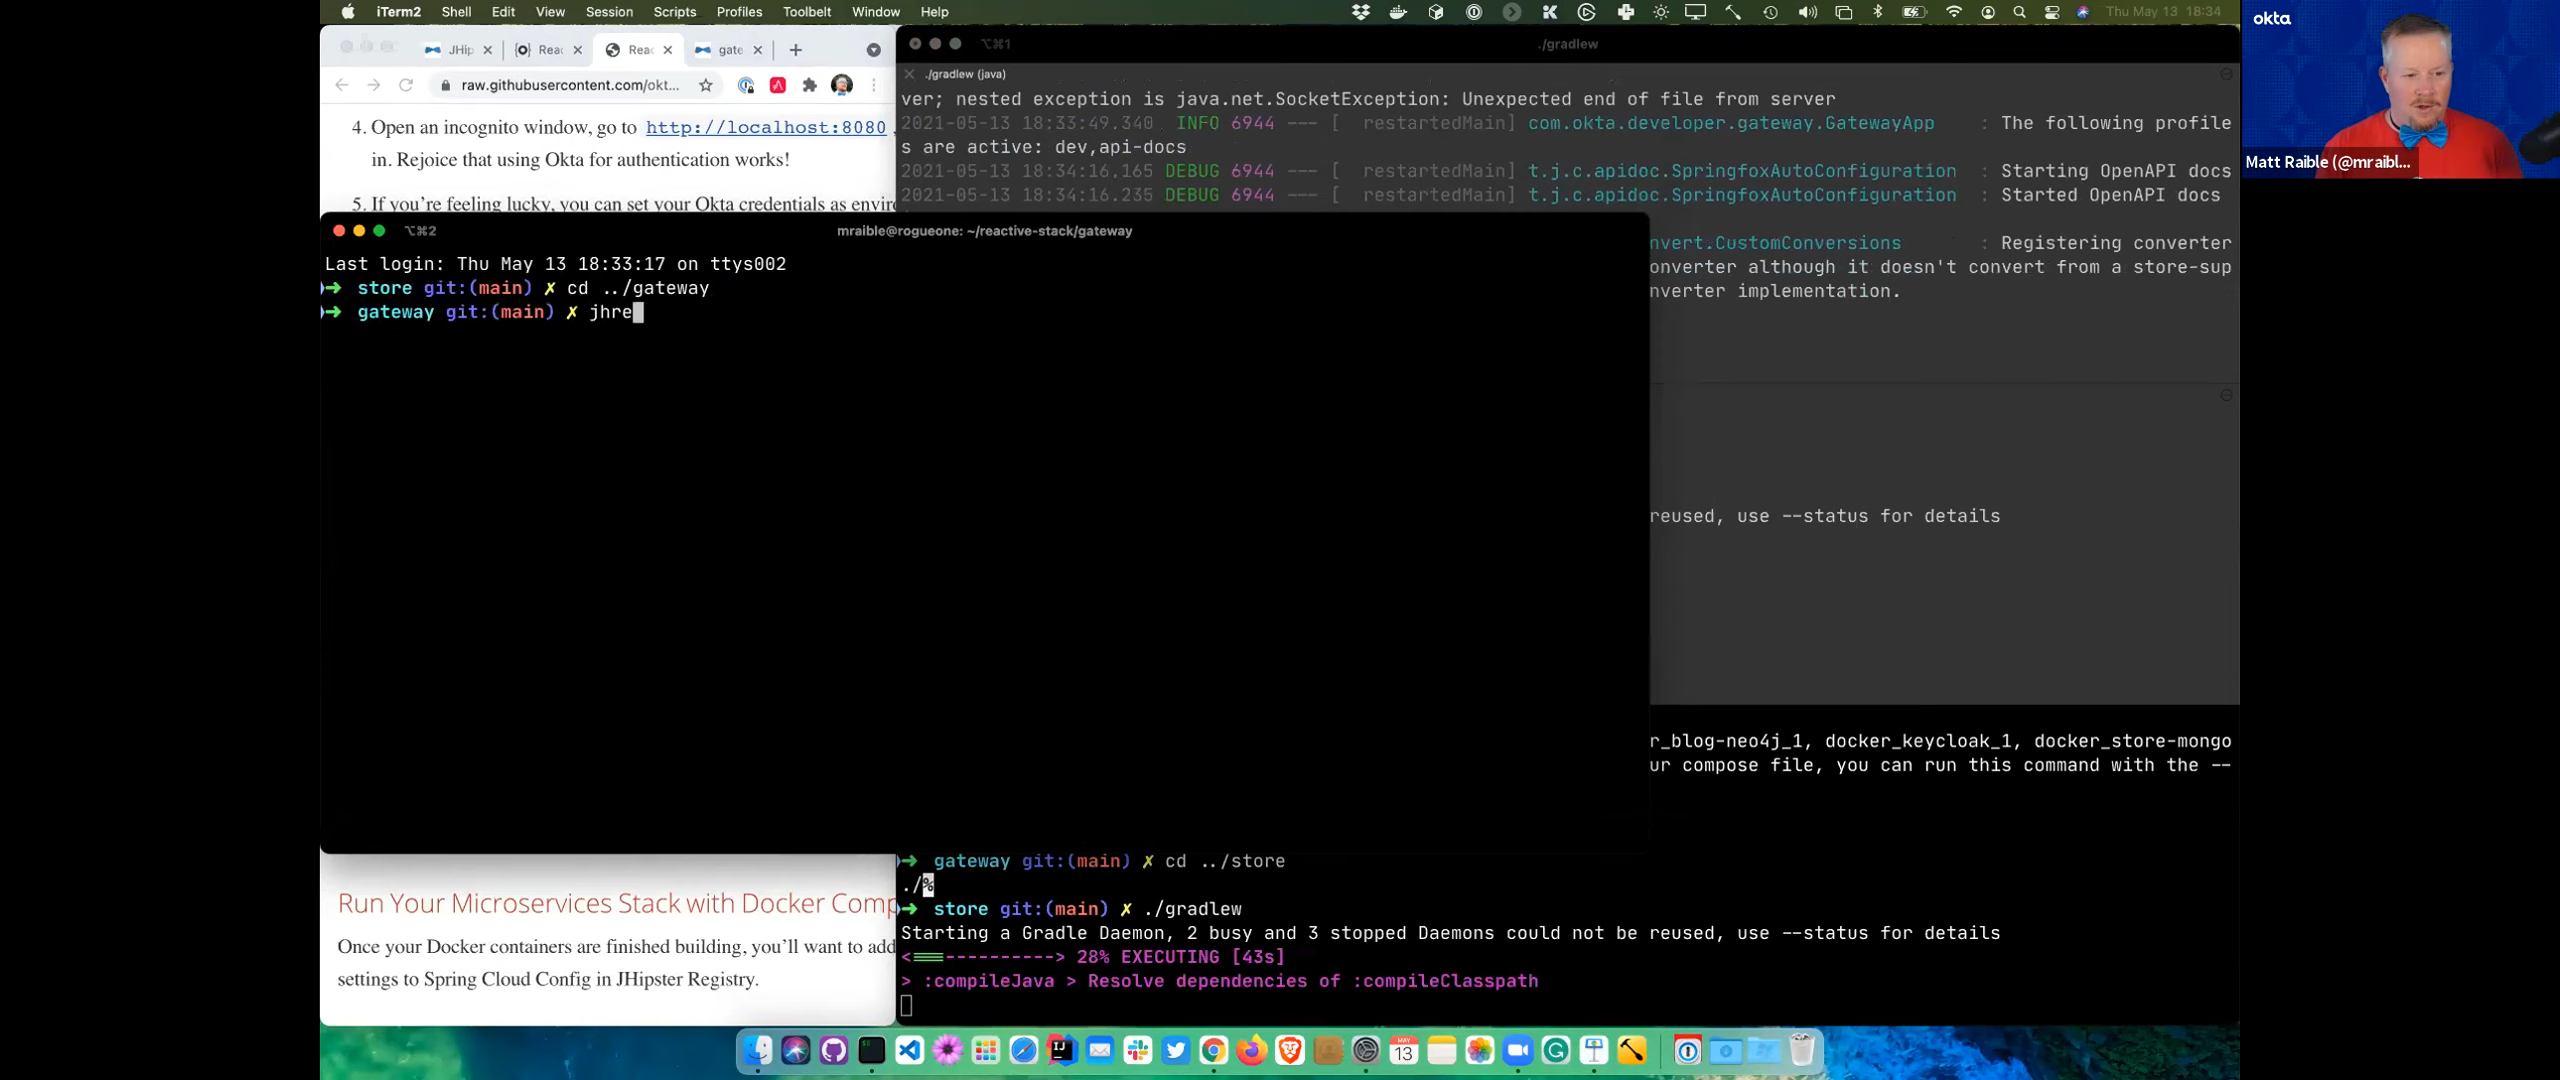 iTerm2 Shell Edit View Session Scripts Profiles Toolbelt Window Help
Thu May 13 18:34
JHip
Reac
Reac
gate
raw.githubusercontent.com/okt...
4. Open an incognito window, go to http://localhost:8080 ,
in. Rejoice that using Okta for authentication works!
5. If you're feeling lucky, you can set your Okta credentials as envir
⌥⌘1
./gradlew
./gradlew (java)
ver; nested exception is java.net.SocketException: Unexpected end of file from server
2021-05-13 18:33:49.340 INFO 6944 --- [ restartedMain] com.okta.developer.gateway.GatewayApp : The following profile
s are active: dev,api-docs
2021-05-13 18:34:16.165 DEBUG 6944 --- [ restartedMain] t.j.c.apidoc.SpringfoxAutoConfiguration : Starting OpenAPI docs
2021-05-13 18:34:16.235 DEBUG 6944 --- [ restartedMain] t.j.c.apidoc.SpringfoxAutoConfiguration : Started OpenAPI docs
nvert.CustomConversions : Registering converter
onverter although it doesn't convert from a store-sup
nverter implementation.
⌥⌘2
mraible@rogueone: ~/reactive-stack/gateway
Last login: Thu May 13 18:33:17 on ttys002
➜ store git:(main) ✗ cd ../gateway
➜ gateway git:(main) ✗ jhre
reused, use --status for details
r_blog-neo4j_1, docker_keycloak_1, docker_store-mongo
ur compose file, you can run this command with the --
➜ gateway git:(main) ✗ cd ../store
./%
➜ store git:(main) ✗ ./gradlew
Starting a Gradle Daemon, 2 busy and 3 stopped Daemons could not be reused, use --status for details
<===----------> 28% EXECUTING [43s]
> :compileJava > Resolve dependencies of :compileClasspath
Run Your Microservices Stack with Docker Comp
Once your Docker containers are finished building, you'll want to add
settings to Spring Cloud Config in JHipster Registry.
okta
Matt Raible (@mraibl...
MAY
13